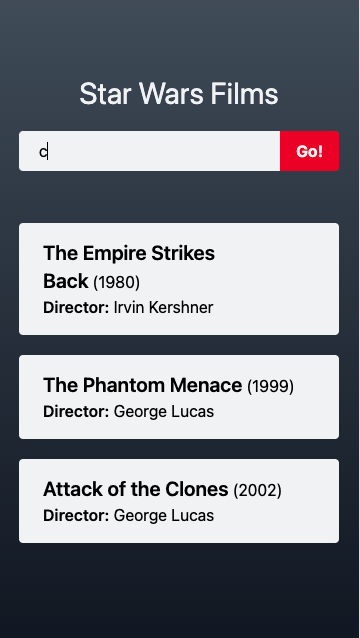 Star Wars Films
c
Go!
The Empire Strikes
Back (1980)
Director: Irvin Kershner
The Phantom Menace (1999)
Director: George Lucas
Attack of the Clones (2002)
Director: George Lucas